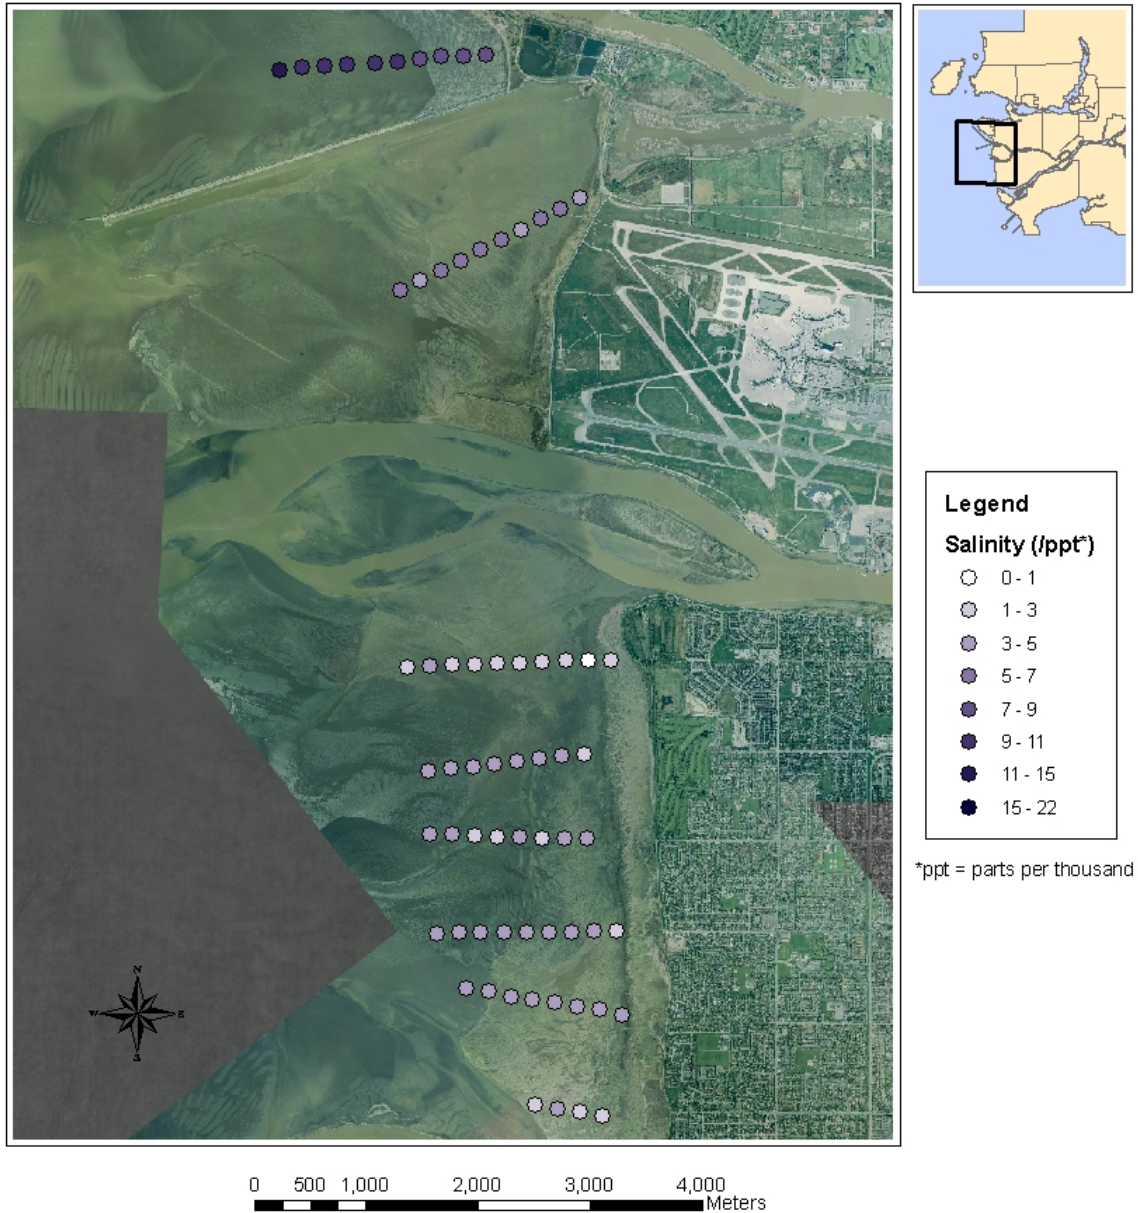 Legend
Salinity (/ppt*)
0 - 1
1 - 3
3 - 5
5 - 7
7 - 9
9 - 11
11 - 15
15 - 22
*ppt = parts per thousand
N
W E
S
0 500 1,000 2,000 3,000 4,000
Meters